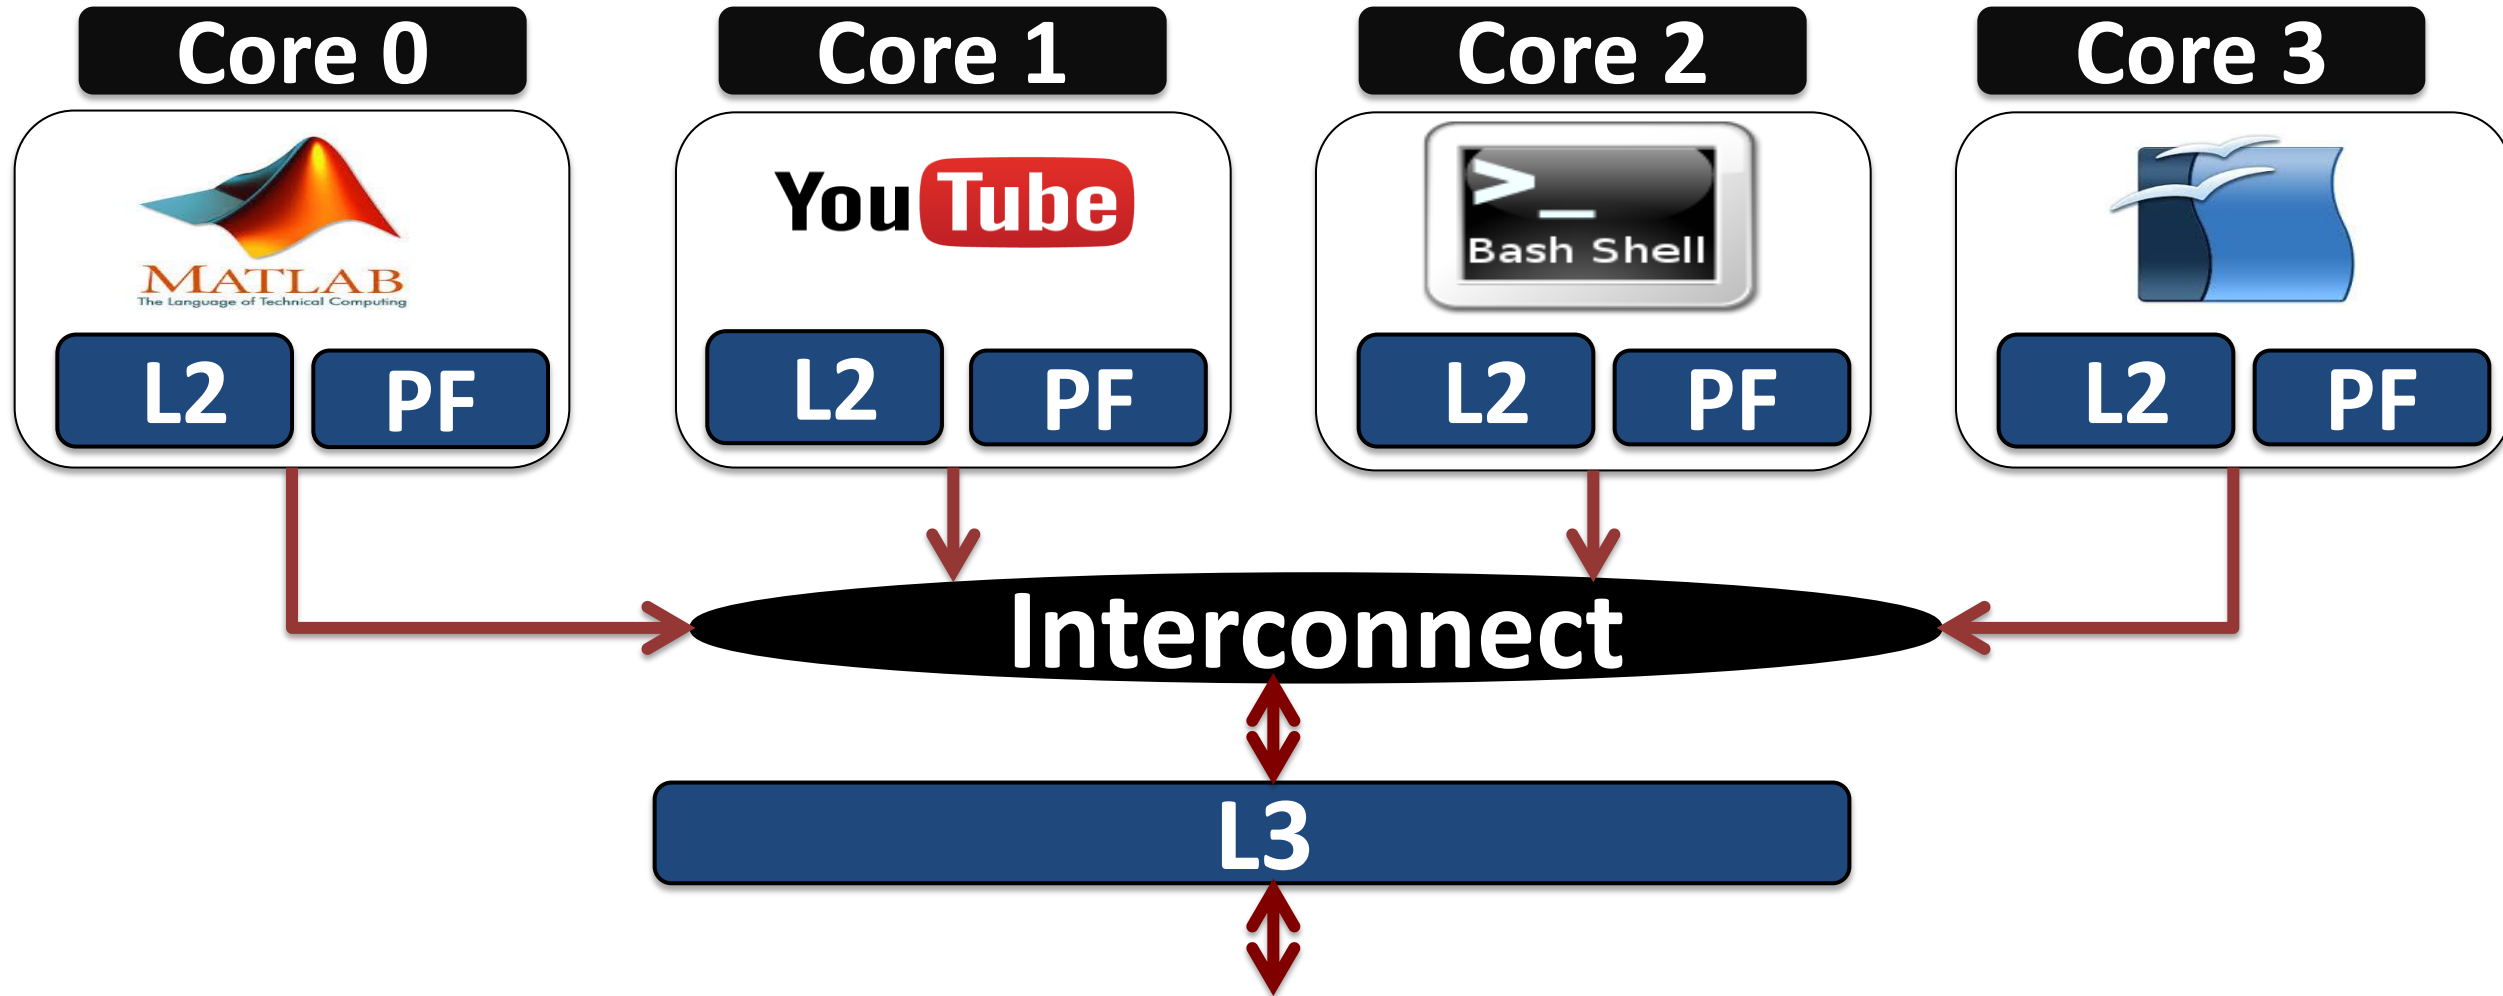 Core 0
Core 1
Core 2
Core 3
MATLAB
The Language of Technical Computing
YouTube
>_
Bash Shell
L2
PF
L2
PF
L2
PF
L2
PF
Interconnect
L3